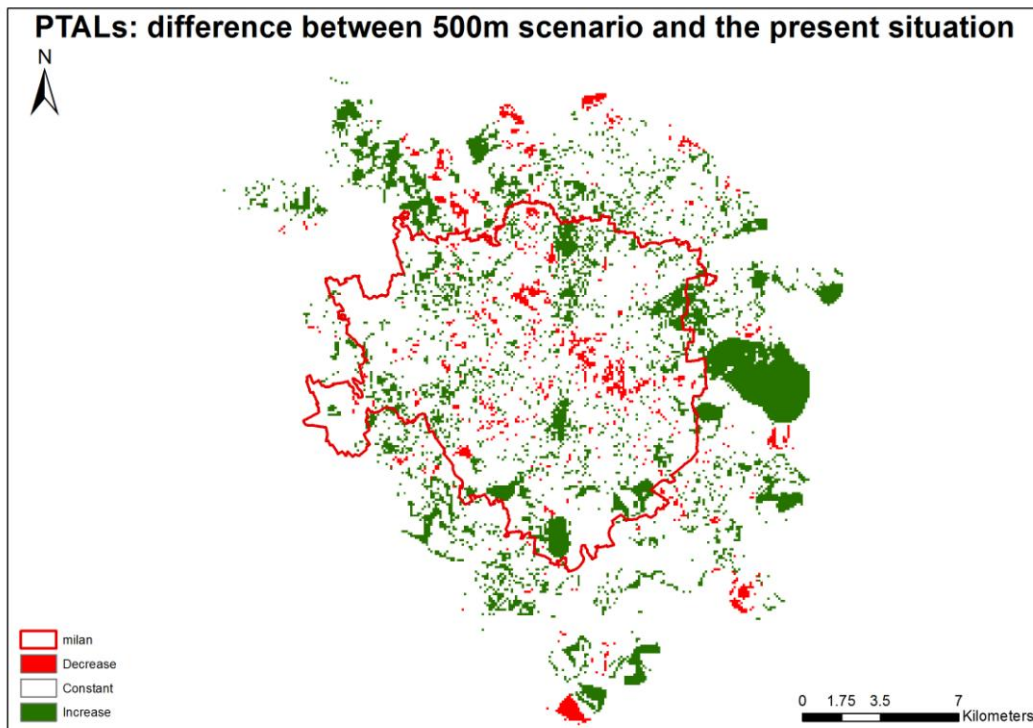 PTALs: difference between 500m scenario and the present situation
N
milan
Decrease
Constant
Increase
0 1.75 3.5 7
Kilometers